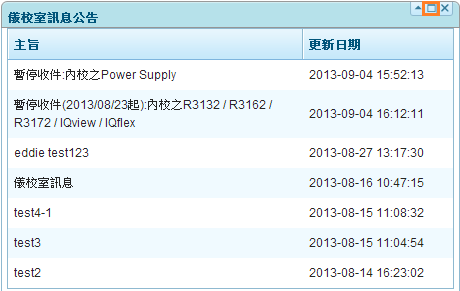 儀校室訊息公告
主旨 更新日期
暫停收件:內校之Power Supply 2013-09-04 15:52:13
暫停收件(2013/08/23起):內校之R3132 / R3162 /
R3172 / IQview / IQflex 2013-09-04 16:12:11
eddie test123 2013-08-27 13:17:30
儀校室訊息 2013-08-16 10:47:15
test4-1 2013-08-15 11:08:32
test3 2013-08-15 11:04:54
test2 2013-08-14 16:23:02